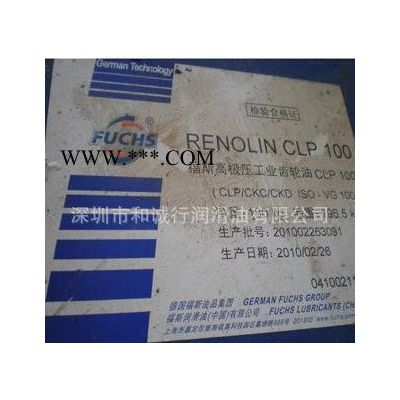 German Technology
检验合格证
FUCHS
RENOLIN CLP 100
WWW.***.COM
福斯高极压工业齿轮油 CLP 100
(CLP/CKC/CKD ISO - VG 100
深圳市和诚行润滑油有限公司
生产批号: 201002263091
生产日期: 2010/02/26
04100211
德国福斯油品集团 GERMAN FUCHS GROUP
福斯润滑油(中国)有限公司 FUCHS LUBRICANTS (CH